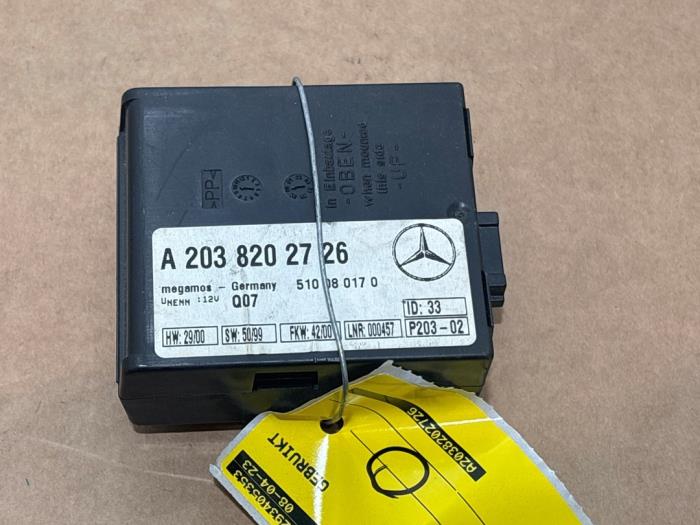 >PP<
in Einbaulage
-OBEN-
when mounted
this side
-UP-
A 203 820 27 26
megamos - Germany 510 08 017 0
UNENN :12V Q07
ID: 33
HW: 29/00 SW: 50/99 FKW: 42/00 LNR: 000457 P203-02
A2038202726
GEBRUIKT
08-04-23